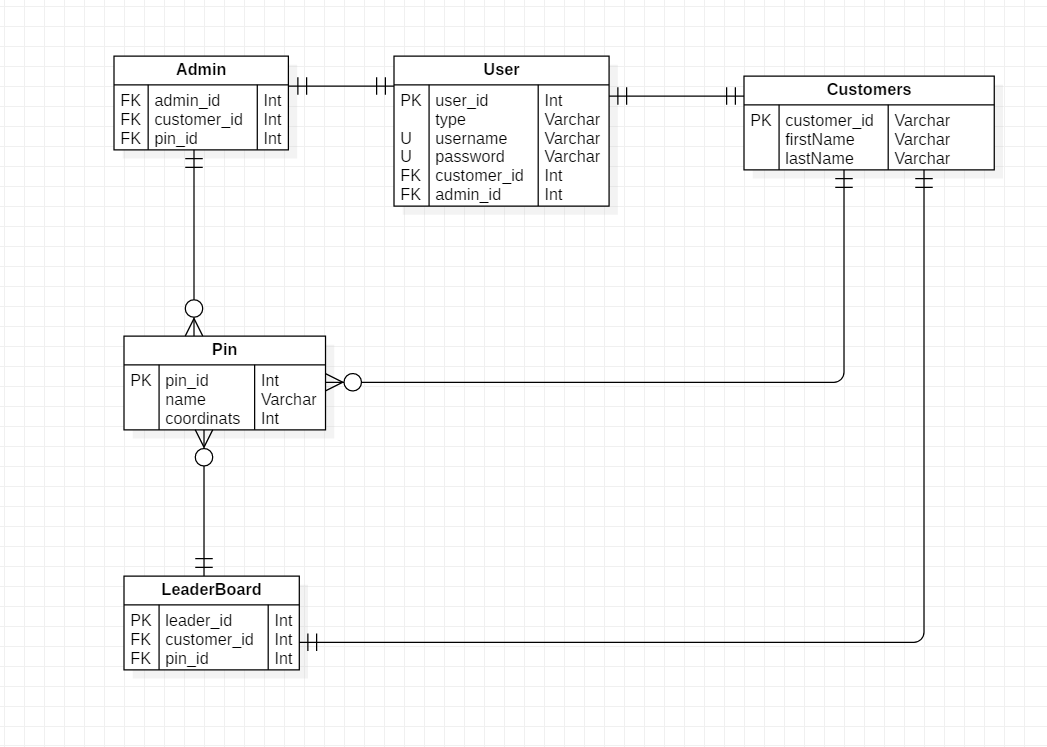 Admin
FK admin_id Int
FK customer_id Int
FK pin_id Int
User
PK user_id Int
type Varchar
U username Varchar
U password Varchar
FK customer_id Int
FK admin_id Int
Customers
PK customer_id Varchar
firstName Varchar
lastName Varchar
Pin
PK pin_id Int
name Varchar
coordinats Int
LeaderBoard
PK leader_id Int
FK customer_id Int
FK pin_id Int